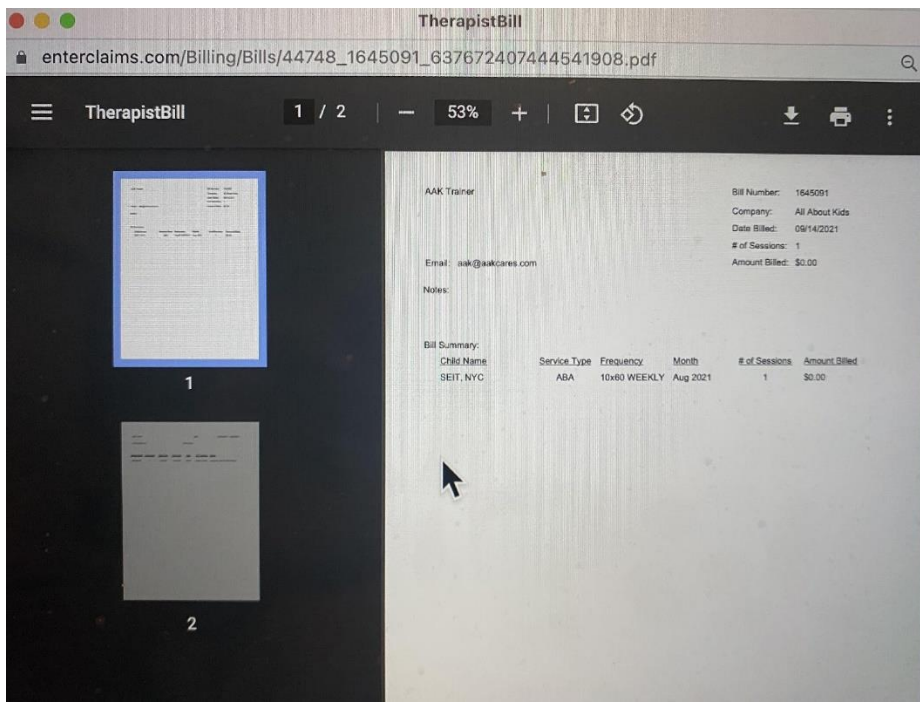 TherapistBill
enterclaims.com/Billing/Bills/44748_1645091_637672407444541908.pdf
TherapistBill 1 / 2 53%
AAK Trainer
Bill Number: 1645091
Company: All About Kids
Date Billed: 09/14/2021
# of Sessions: 1
Email: aak@aakcares.com
Amount Billed: $0.00
Notes:
Bill Summary:
Child Name Service Type Frequency Month # of Sessions Amount Billed
SEIT, NYC ABA 10x60 WEEKLY Aug 2021 1 $0.00
1
2